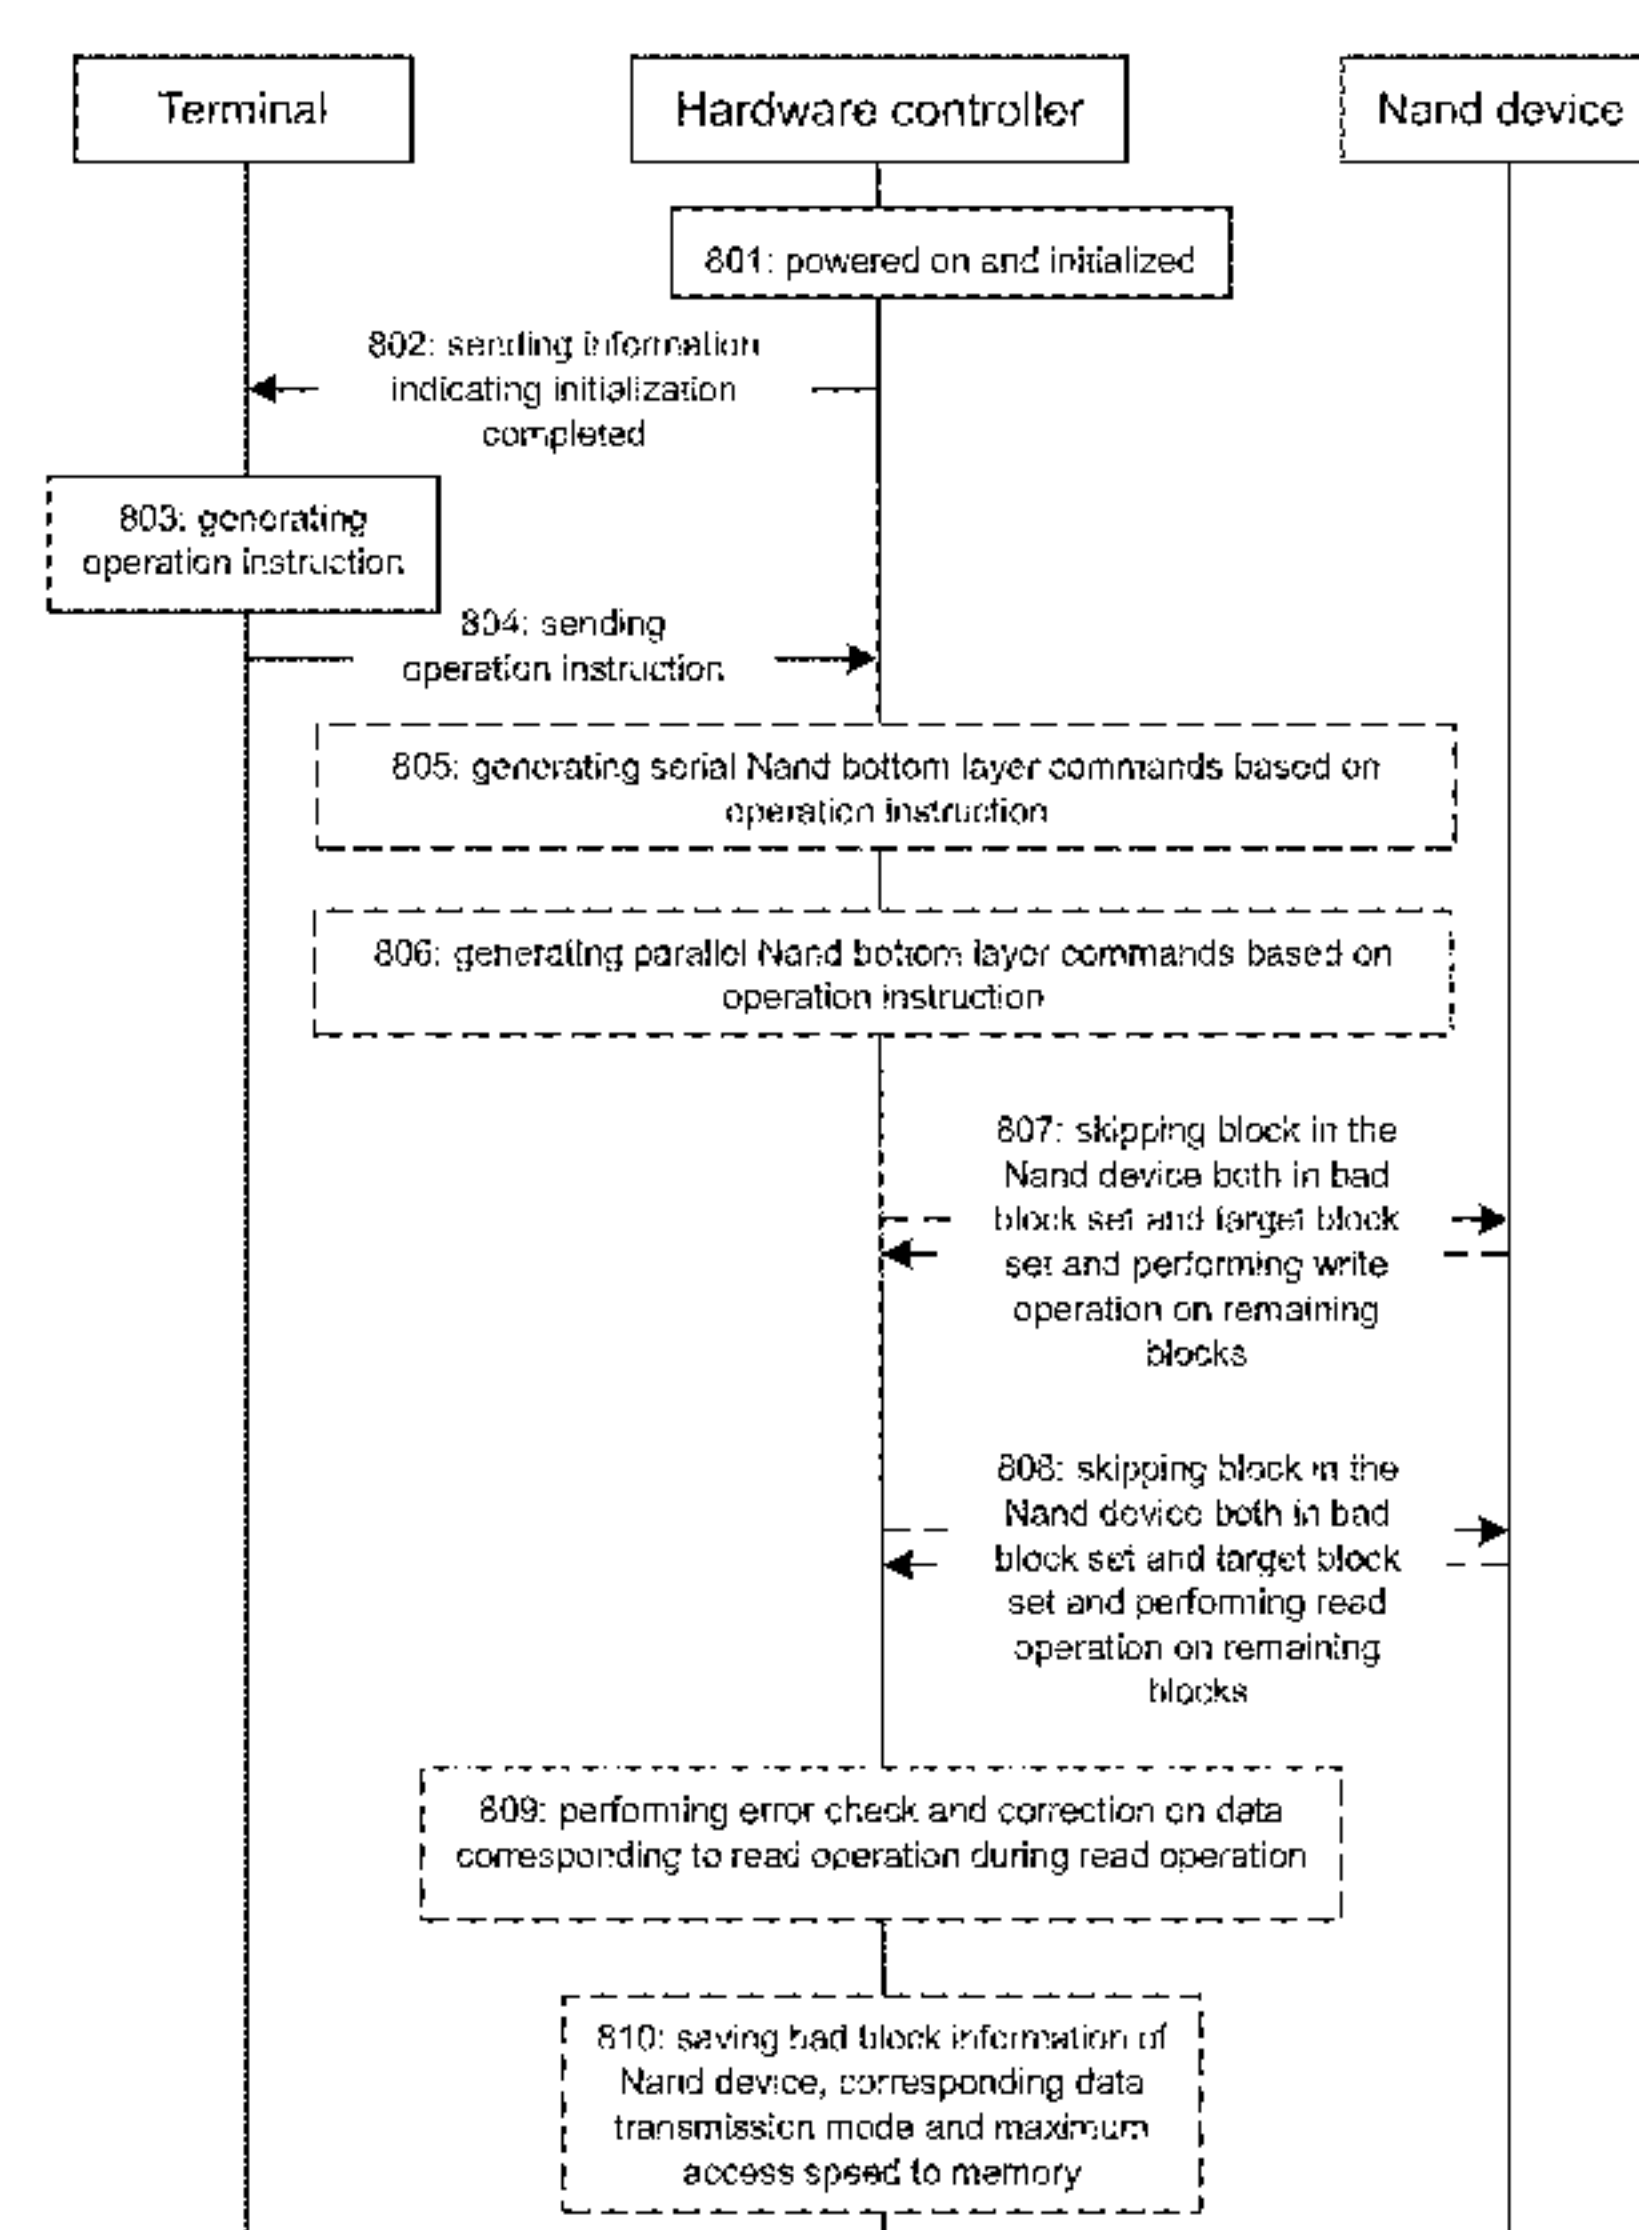 Terminal
Hardware controller
Nand device
801: powered on and initialized
802: sending information
indicating initialization
completed
803: generating
operation instruction
804: sending
operation instruction
805: generating serial Nand bottom layer commands based on
operation instruction
806: generating parallel Nand bottom layer commands based on
operation instruction
807: skipping block in the
Nand device both in bad
block set and target block
set and performing write
operation on remaining
blocks
808: skipping block in the
Nand device both in bad
block set and target block
set and performing read
operation on remaining
blocks
809: performing error check and correction on data
corresponding to read operation during read operation
810: saving bad block information of
Nand device, corresponding data
transmission mode and maximum
access speed to memory